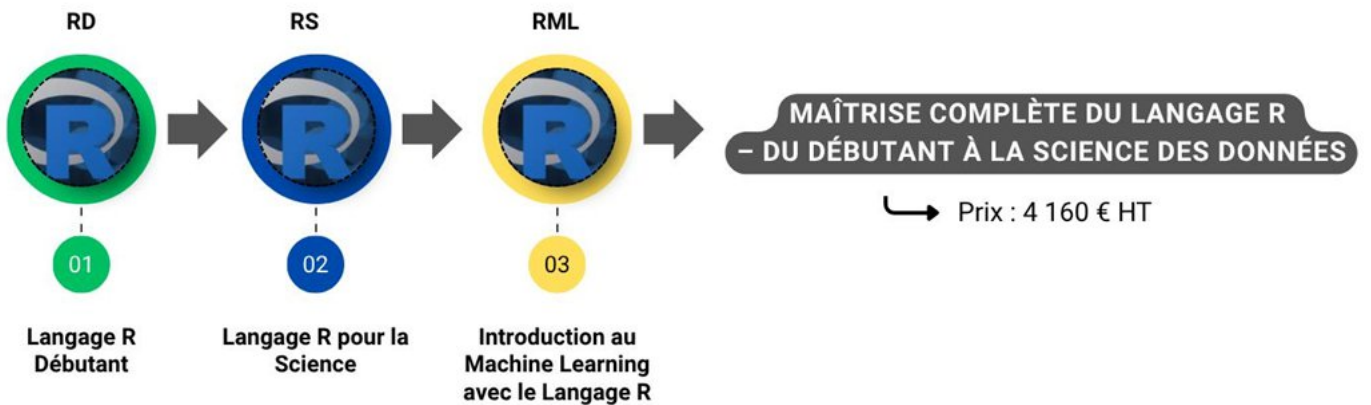 RD
RS
RML
R
R
R
01
02
03
Langage R
Débutant
Langage R pour la
Science
Introduction au
Machine Learning
avec le Langage R
MAÎTRISE COMPLÈTE DU LANGAGE R
– DU DÉBUTANT À LA SCIENCE DES DONNÉES
Prix : 4 160 € HT